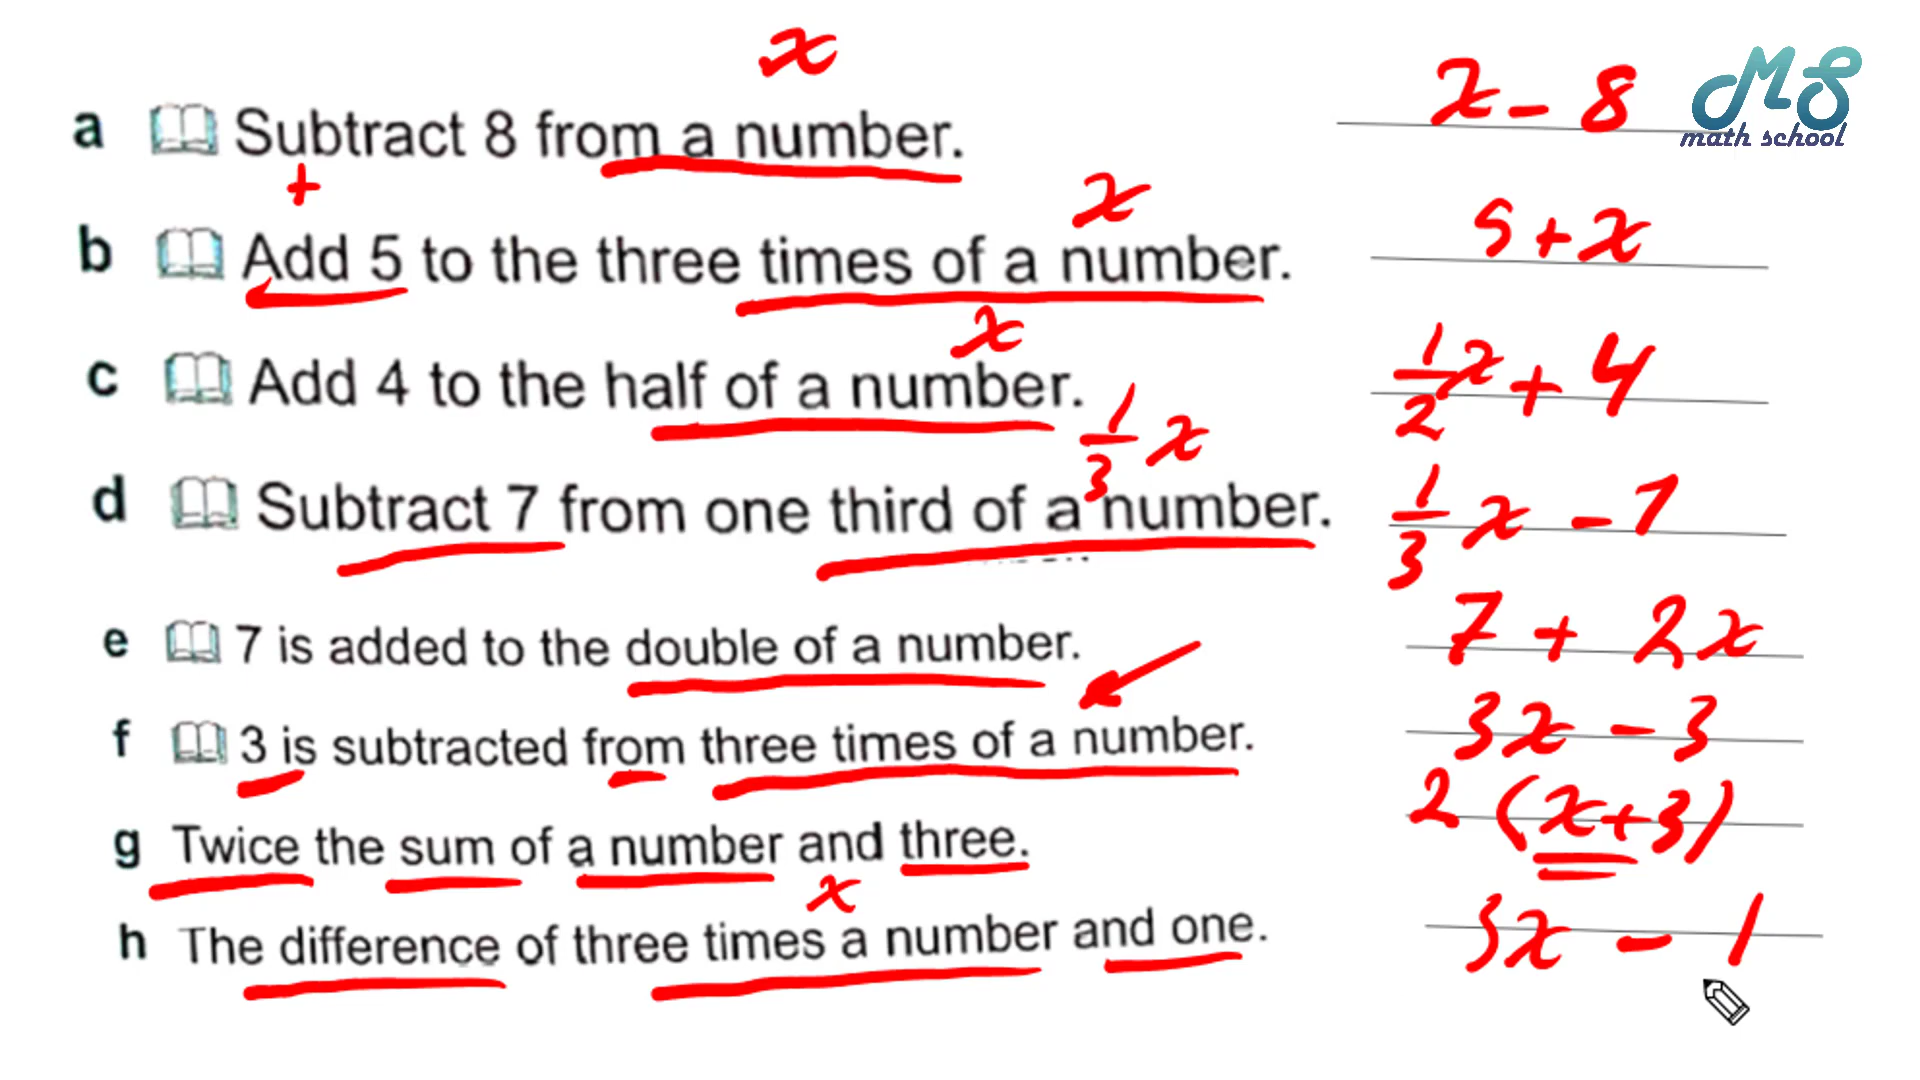 x
a Subtract 8 from a number. x - 8
MS
math school
+
x
b Add 5 to the three times of a number. 5 + x
x
c Add 4 to the half of a number. 1/2 x + 4
1/3 x
d Subtract 7 from one third of a number. 1/3 x - 7
e 7 is added to the double of a number. 7 + 2x
f 3 is subtracted from three times of a number. 3x - 3
g Twice the sum of a number and three. 2 (x+3)
x
h The difference of three times a number and one. 3x - 1